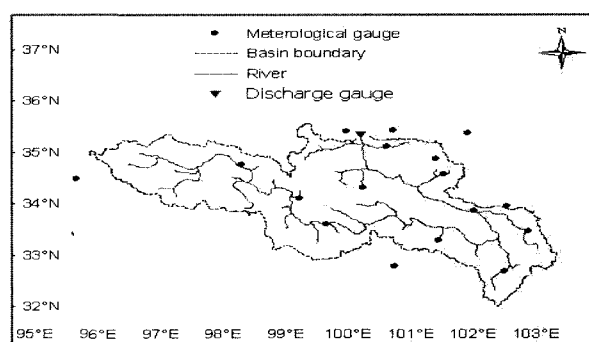 Meterological gauge
Basin boundary
River
Discharge gauge
N
37°N
36°N
35°N
34°N
33°N
32°N
95°E 96°E 97°E 98°E 99°E 100°E 101°E 102°E 103°E